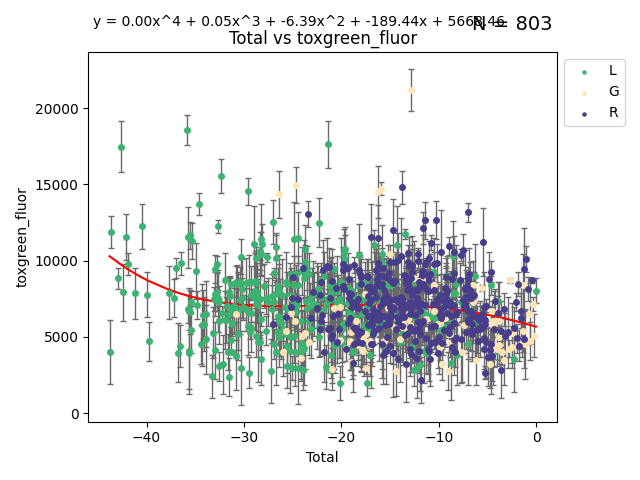 y = 0.00x^4 + 0.05x^3 + -6.39x^2 + -189.44x + 5668.46
N = 803
Total vs toxgreen_fluor
toxgreen_fluor
20000
15000
10000
5000
0
−40
−30
−20
−10
0
Total
L
G
R